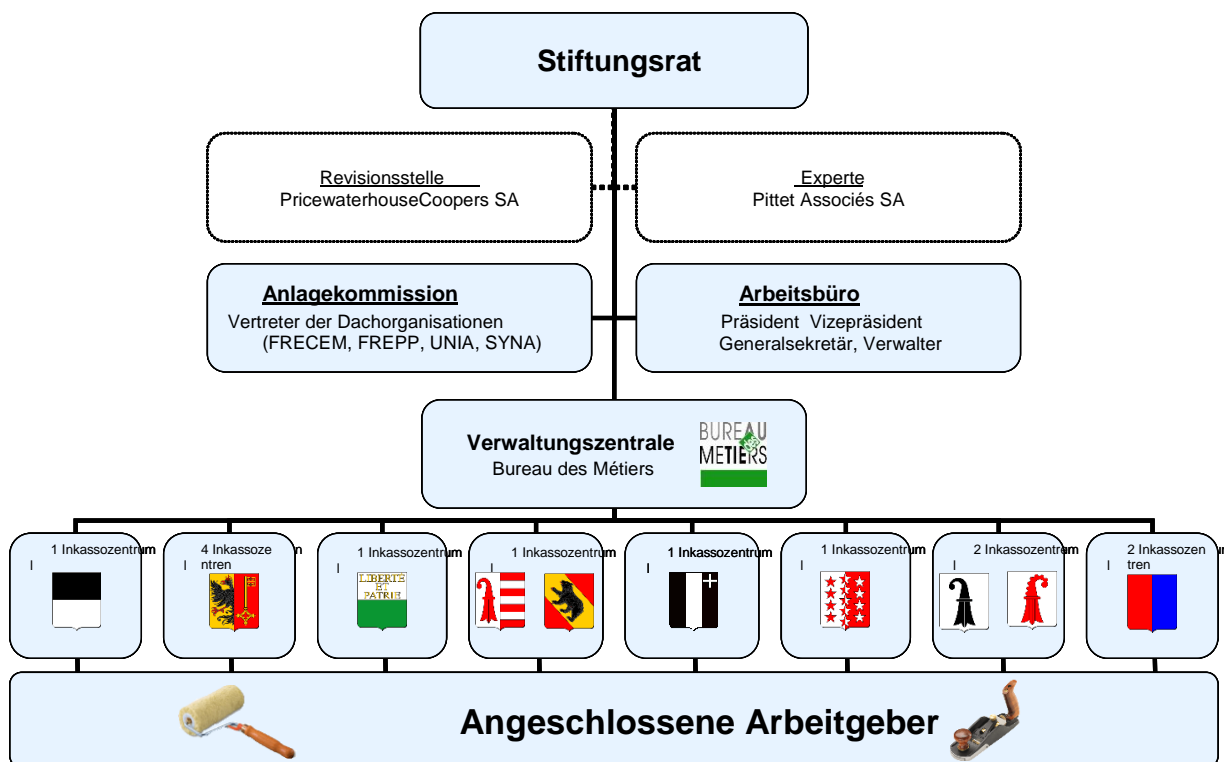 Stiftungsrat
Revisionsstelle
PricewaterhouseCoopers SA
Experte
Pittet Associés SA
Anlagekommission
Vertreter der Dachorganisationen
(FRECEM, FREPP, UNIA, SYNA)
Arbeitsbüro
Präsident Vizepräsident
Generalsekretär, Verwalter
Verwaltungszentrale
Bureau des Métiers
BUREAU
METIERS
1 Inkassozentrum
4 Inkassoze
ntren
1 Inkassozentrum
LIBERTE
ET
PATRIE
1 Inkassozentrum
1 Inkassozentrum
1 Inkassozentrum
2 Inkassozentrum
2 Inkassozen
tren
Angeschlossene Arbeitgeber